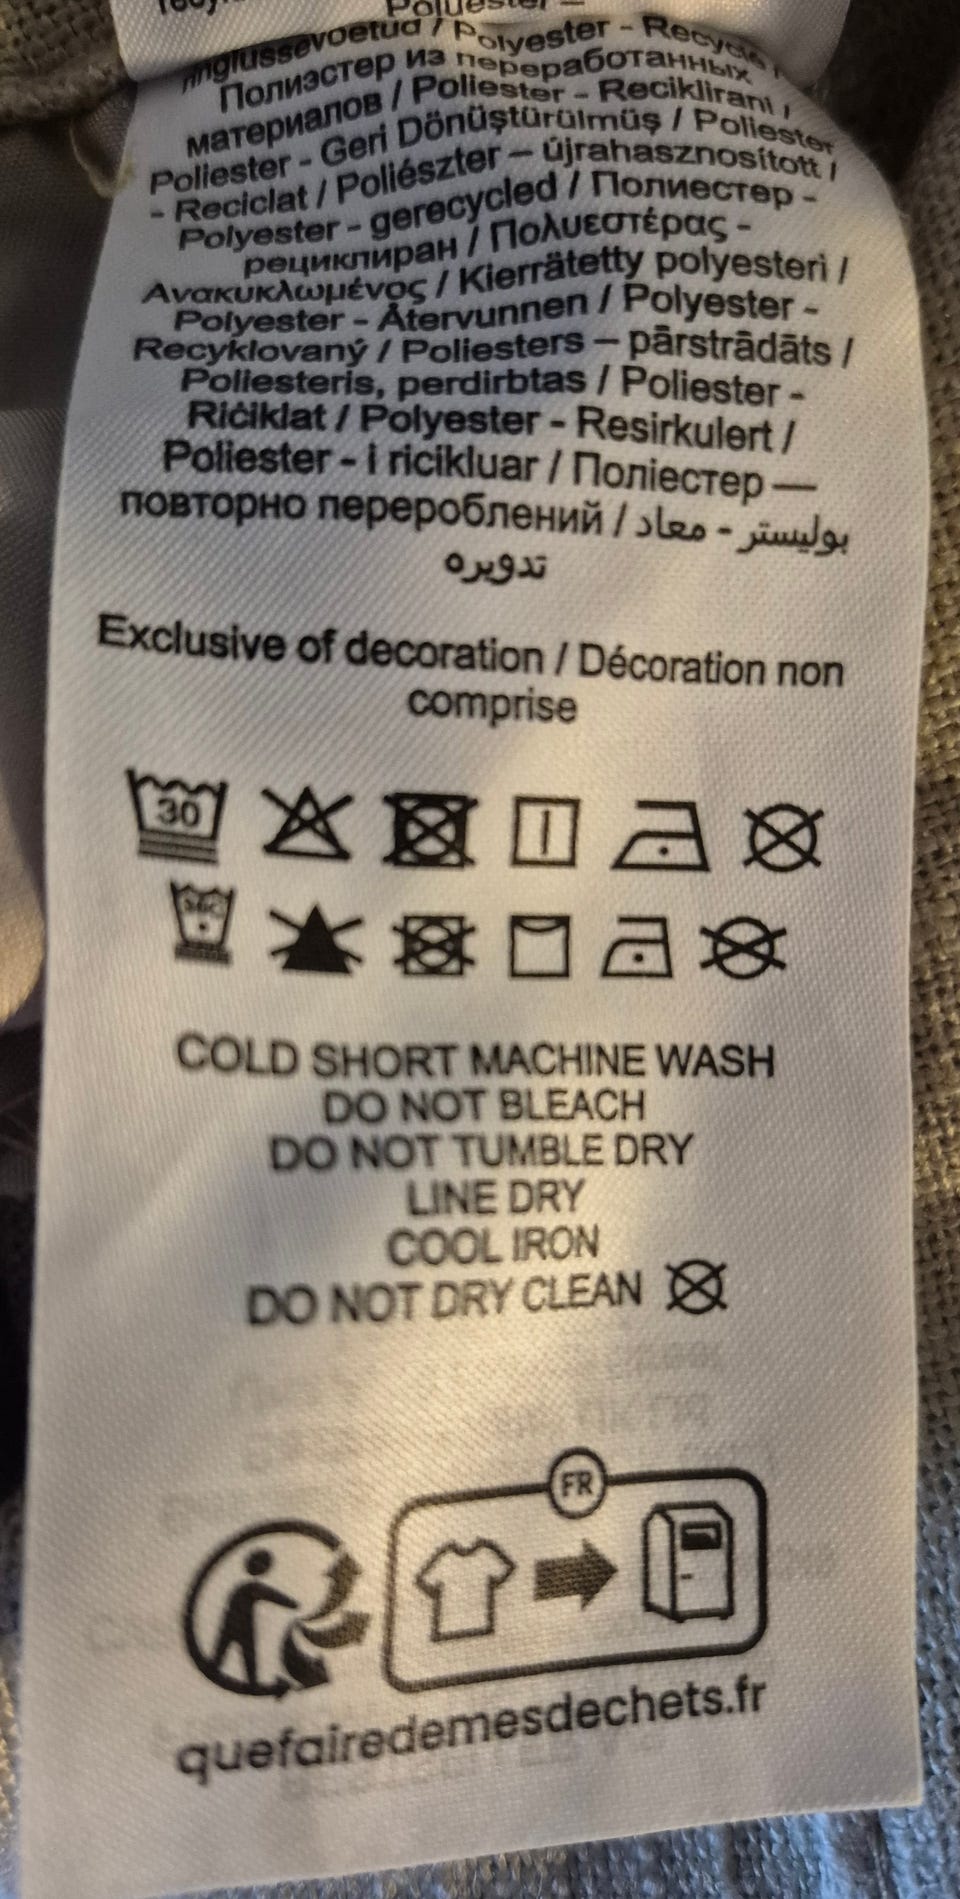 Polyester –
ringlussevõetud / Polyester - Recycle /
Полиэстер из переработанных
материалов / Poliester - Reciklirani /
Poliester - Geri Dönüştürülmüş / Poliester
- Reciclat / Poliészter – újrahasznosított /
Polyester - gerecycled / Полиестер -
рециклиран / Πολυεστέρας -
Ανακυκλωμένος / Kierrätetty polyesteri /
Polyester - Återvunnen / Polyester -
Recyklovaný / Poliesters – pārstrādāts /
Poliesteris, perdirbtas / Poliester -
Riċiklat / Polyester - Resirkulert /
Poliester - i ricikluar / Поліестер —
повторно перероблений / بوليستر - معاد
تدويره
Exclusive of decoration / Décoration non
comprise
30
COLD SHORT MACHINE WASH
DO NOT BLEACH
DO NOT TUMBLE DRY
LINE DRY
COOL IRON
DO NOT DRY CLEAN
FR
quefairedemesdechets.fr